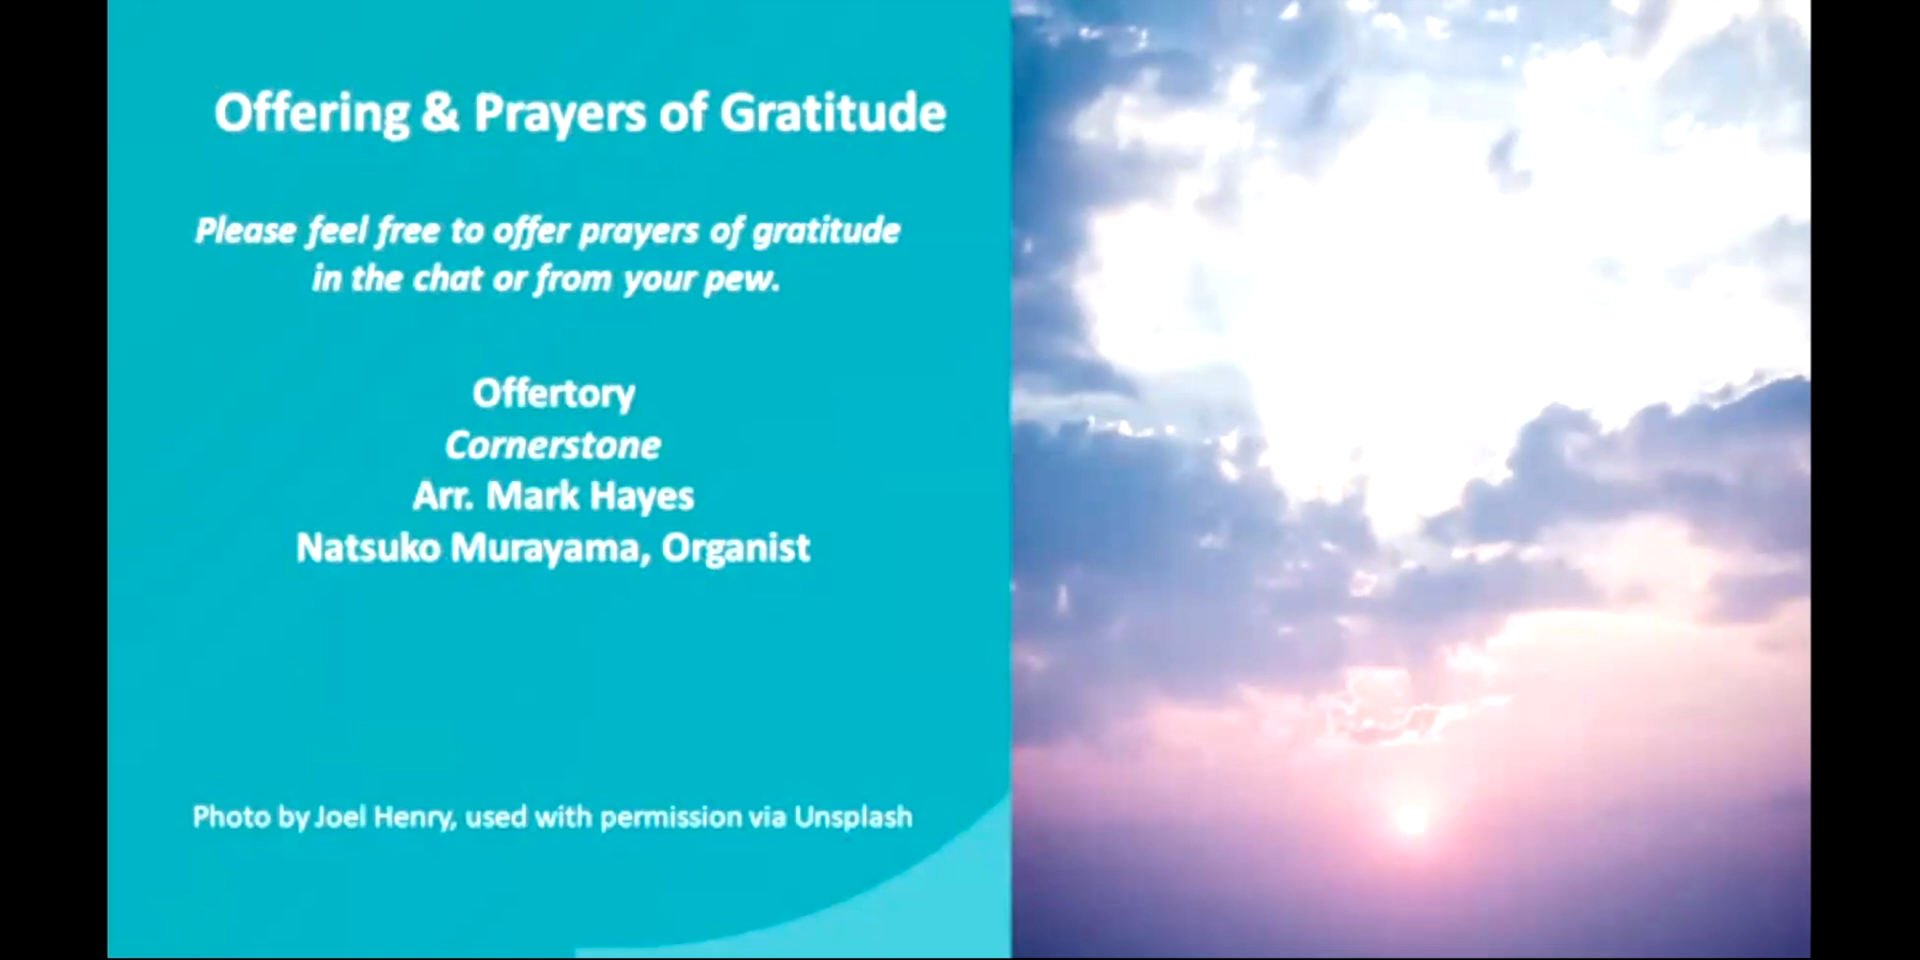 Offering & Prayers of Gratitude
Please feel free to offer prayers of gratitude
in the chat or from your pew.
Offertory
Cornerstone
Arr. Mark Hayes
Natsuko Murayama, Organist
Photo by Joel Henry, used with permission via Unsplash